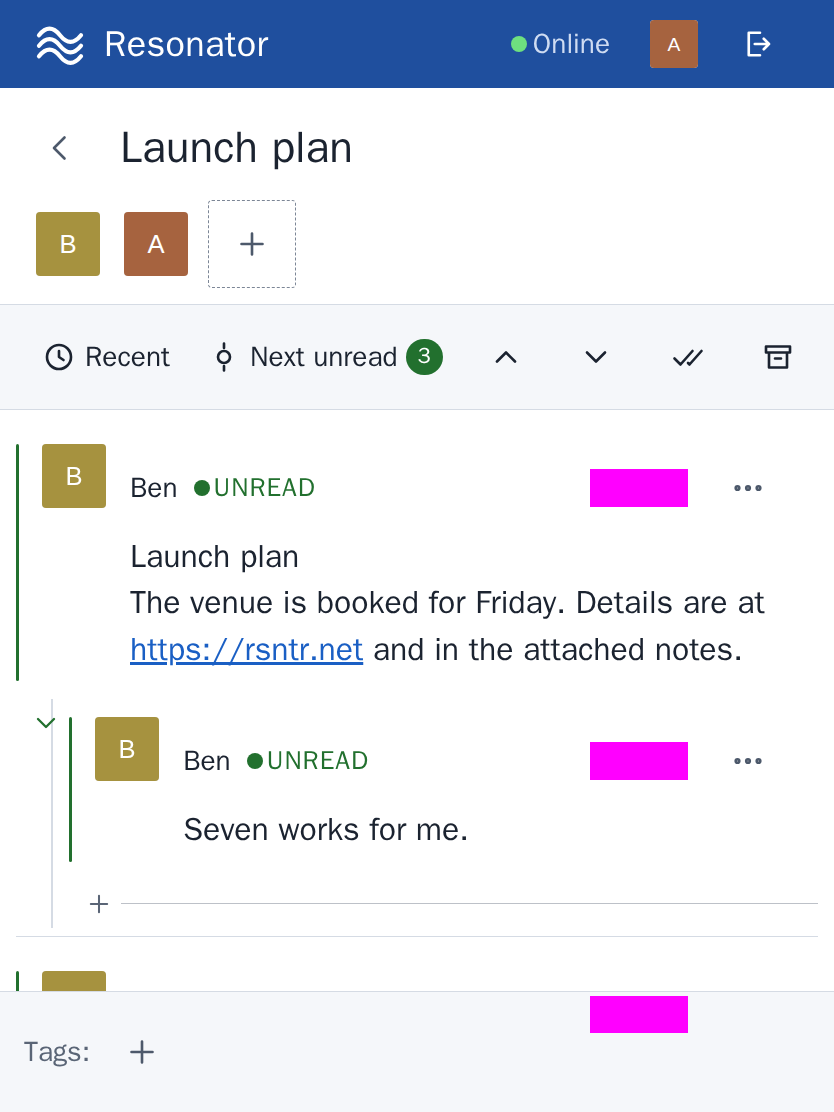 Resonator
Online
A
Launch plan
B
A
Recent
Next unread 3
B
Ben
UNREAD
Launch plan
The venue is booked for Friday. Details are at
https://rsntr.net and in the attached notes.
B
Ben
UNREAD
Seven works for me.
Tags: